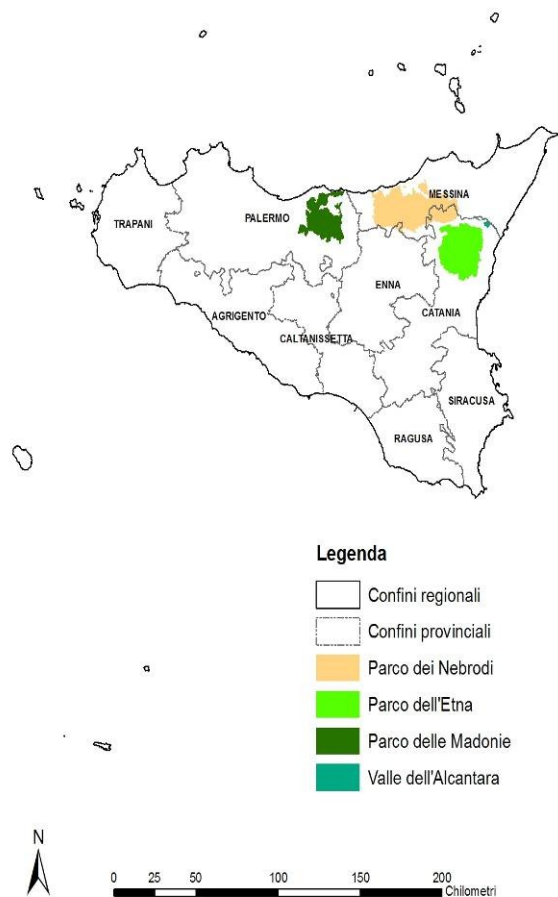 MESSINA
PALERMO
TRAPANI
ENNA
CATANIA
AGRIGENTO
CALTANISSETTA
SIRACUSA
RAGUSA
Legenda
Confini regionali
Confini provinciali
Parco dei Nebrodi
Parco dell'Etna
Parco delle Madonie
Valle dell'Alcantara
N
0 25 50 100 150 200
Chilometri